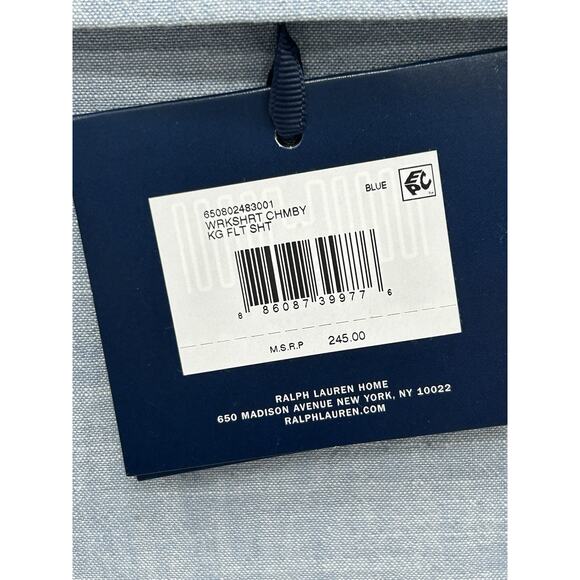 650802483001
WRKSHRT CHMBY
KG FLT SHT
BLUE
EPC
8 86087 39977 6
M.S.R.P 245.00
RALPH LAUREN HOME
650 MADISON AVENUE NEW YORK, NY 10022
RALPHLAUREN.COM